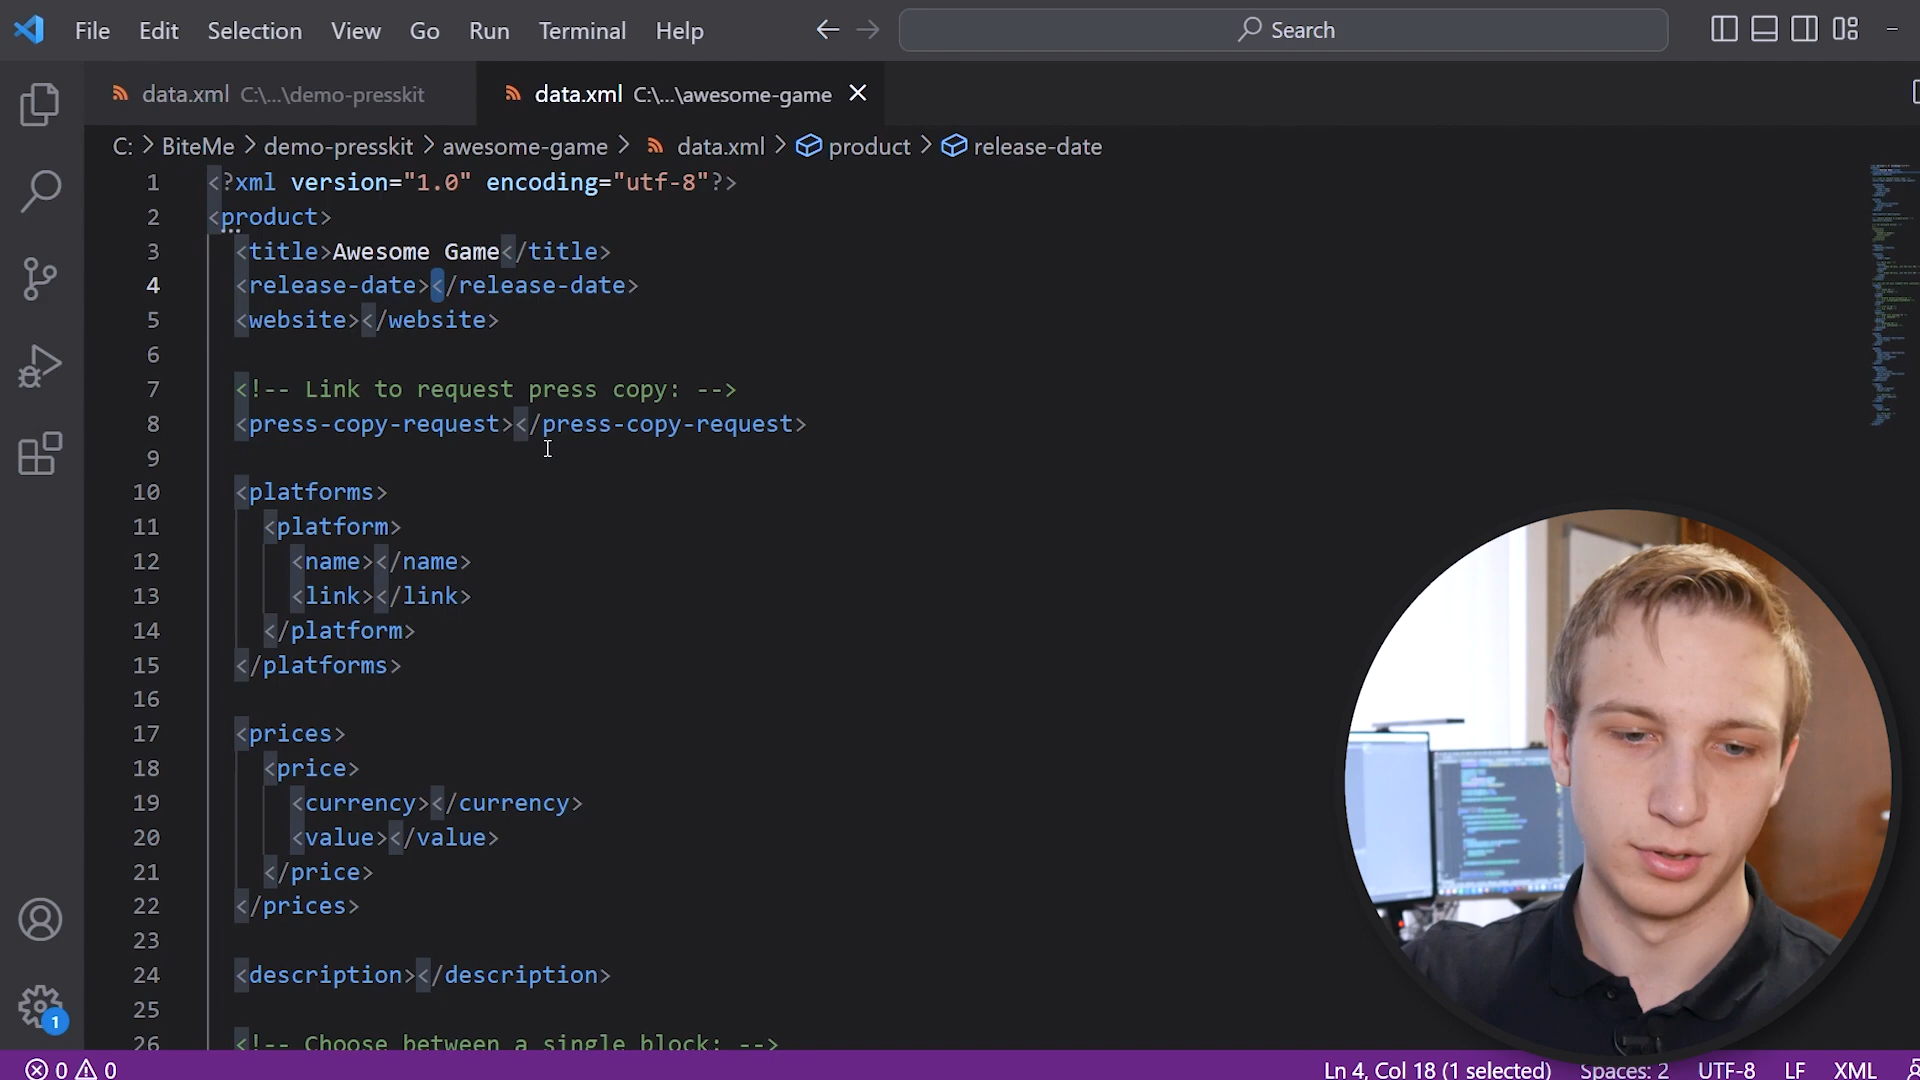 File Edit Selection View Go Run Terminal Help Search
data.xml C:\...\demo-presskit data.xml C:\...\awesome-game
C: > BiteMe > demo-presskit > awesome-game > data.xml > product > release-date
1 <?xml version="1.0" encoding="utf-8"?>
2 <product>
3 <title>Awesome Game</title>
4 <release-date></release-date>
5 <website></website>
6
7 <!-- Link to request press copy: -->
8 <press-copy-request></press-copy-request>
9
10 <platforms>
11 <platform>
12 <name></name>
13 <link></link>
14 </platform>
15 </platforms>
16
17 <prices>
18 <price>
19 <currency></currency>
20 <value></value>
21 </price>
22 </prices>
23
24 <description></description>
25
26 <!-- Choose between a single block: -->
1
0 0 Ln 4, Col 18 (1 selected) Spaces: 2 UTF-8 LF XML